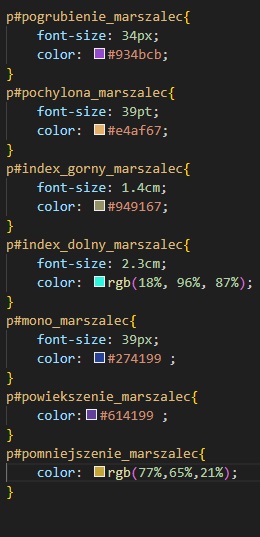 p#pogrubienie_marszalec{
    font-size: 34px;
    color: #934bcb;
}
p#pochylona_marszalec{
    font-size: 39pt;
    color: #e4af67;
}
p#index_gorny_marszalec{
    font-size: 1.4cm;
    color: #949167;
}
p#index_dolny_marszalec{
    font-size: 2.3cm;
    color: rgb(18%, 96%, 87%);
}
p#mono_marszalec{
    font-size: 39px;
    color: #274199 ;
}
p#powiekszenie_marszalec{
    color:#614199 ;
}
p#pomniejszenie_marszalec{
    color: rgb(77%,65%,21%);
}